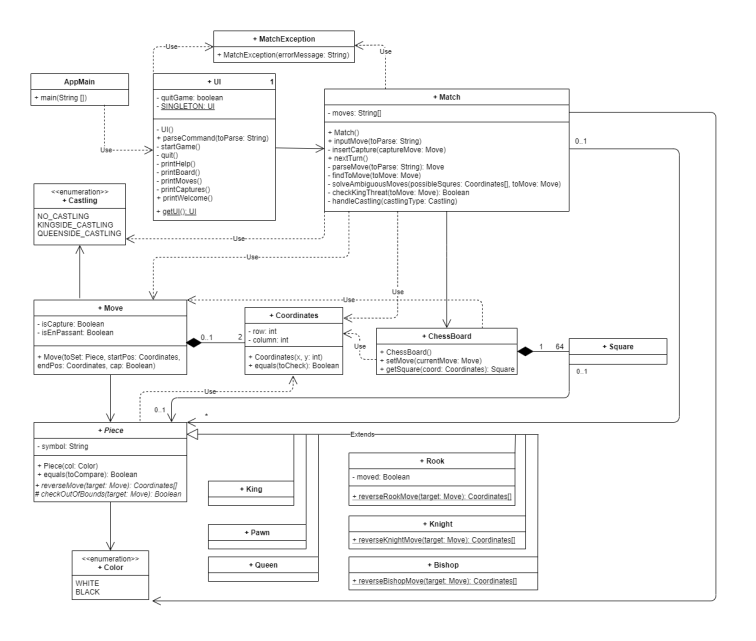 + MatchException
+ MatchException(errorMessage: String)
Use
Use
AppMain
+ main(String [])
Use
+ UI
1
- quitGame: boolean
- SINGLETON: UI
- UI()
+ parseCommand(toParse: String)
- startGame()
- quit()
- printHelp()
- printBoard()
- printMoves()
- printCaptures()
+ printWelcome()
+ getUI(): UI
+ Match
- moves: String[]
+ Match()
+ inputMove(toParse: String)
- insertCapture(captureMove: Move)
+ nextTurn()
- parseMove(toParse: String): Move
- findToMove(toMove: Move)
- solveAmbiguousMoves(possibleSqures: Coordinates[], toMove: Move)
- checkKingThreat(toMove: Move): Boolean
- handleCastling(castlingType: Castling)
0..1
<<enumeration>>
+ Castling
NO_CASTLING
KINGSIDE_CASTLING
QUEENSIDE_CASTLING
Use
Use
Use
Use
+ Move
- isCapture: Boolean
- isEnPassant: Boolean
+ Move(toSet: Piece, startPos: Coordinates,
endPos: Coordinates, cap: Boolean)
0..1
2
+ Coordinates
- row: int
- column: int
+ Coordinates(x, y: int)
+ equals(toCheck): Boolean
Use
+ ChessBoard
+ ChessBoard()
+ setMove(currentMove: Move)
+ getSquare(coord: Coordinates): Square
1
64
+ Square
0..1
Use
0..1
*
+ Piece
- symbol: String
+ Piece(col: Color)
+ equals(toCompare): Boolean
+ reverseMove(target: Move): Coordinates[]
# checkOutOfBounds(target: Move): Boolean
Extends
+ King
+ Pawn
+ Queen
+ Rook
- moved: Boolean
+ reverseRookMove(target: Move): Coordinates[]
+ Knight
+ reverseKnightMove(target: Move): Coordinates[]
+ Bishop
+ reverseBishopMove(target: Move): Coordinates[]
<<enumeration>>
+ Color
WHITE
BLACK